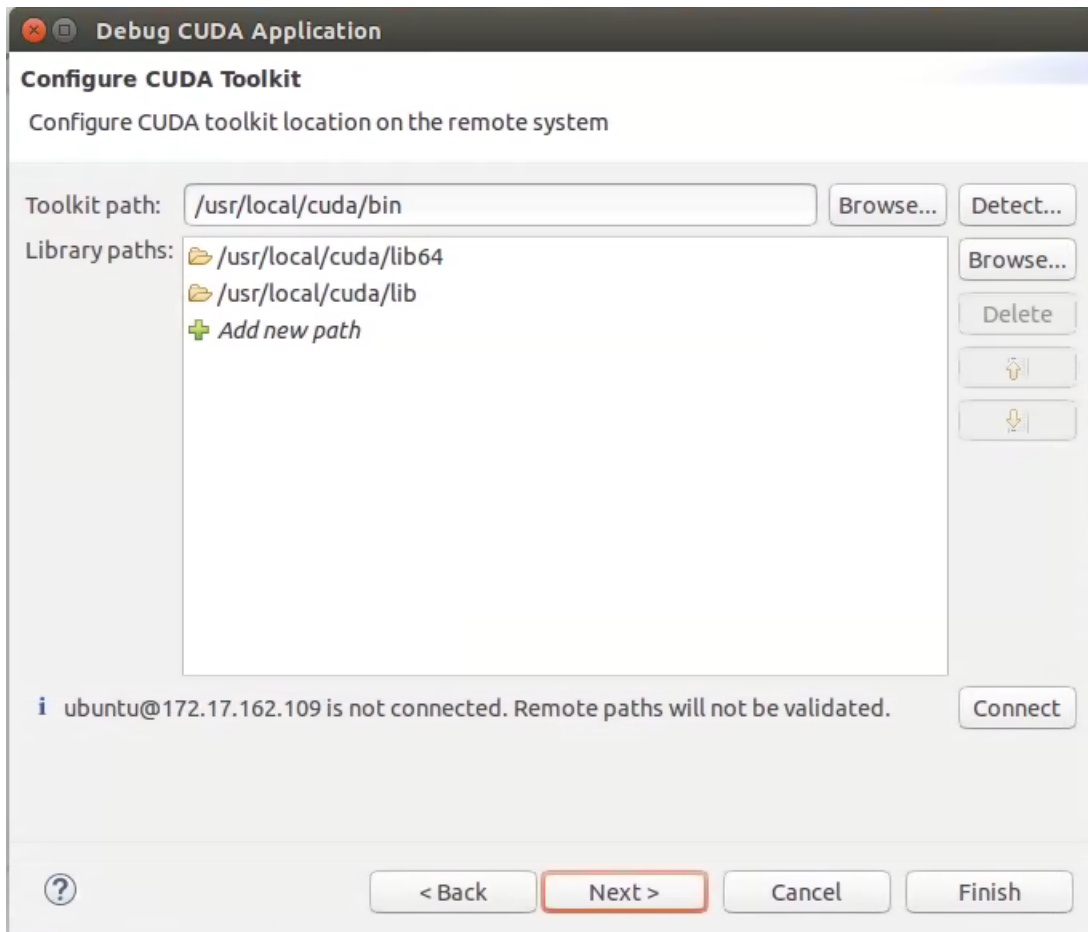 Debug CUDA Application
Configure CUDA Toolkit
Configure CUDA toolkit location on the remote system
Toolkit path: /usr/local/cuda/bin Browse... Detect...
Library paths: /usr/local/cuda/lib64 Browse...
/usr/local/cuda/lib
Delete
Add new path
i ubuntu@172.17.162.109 is not connected. Remote paths will not be validated. Connect
? < Back Next > Cancel Finish